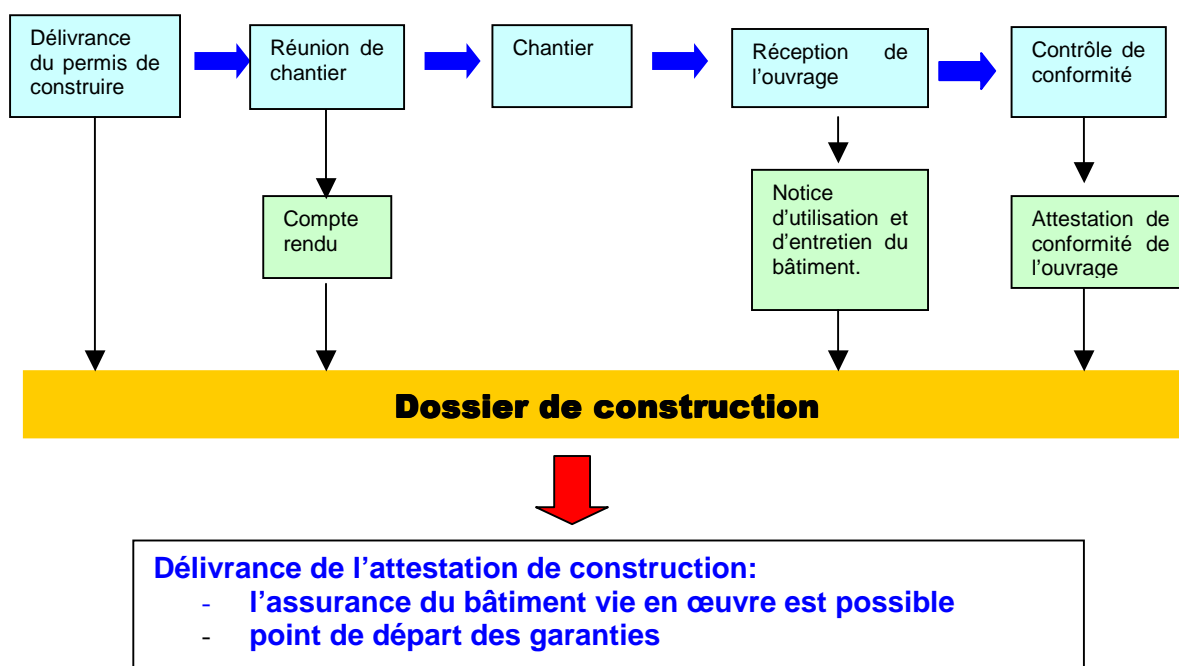 Délivrance
du permis de
construire
Réunion de
chantier
Chantier
Réception de
l'ouvrage
Contrôle de
conformité
Compte
rendu
Notice
d'utilisation et
d'entretien du
bâtiment.
Attestation de
conformité de
l'ouvrage
Dossier de construction
Délivrance de l'attestation de construction:
- l'assurance du bâtiment vie en œuvre est possible
- point de départ des garanties